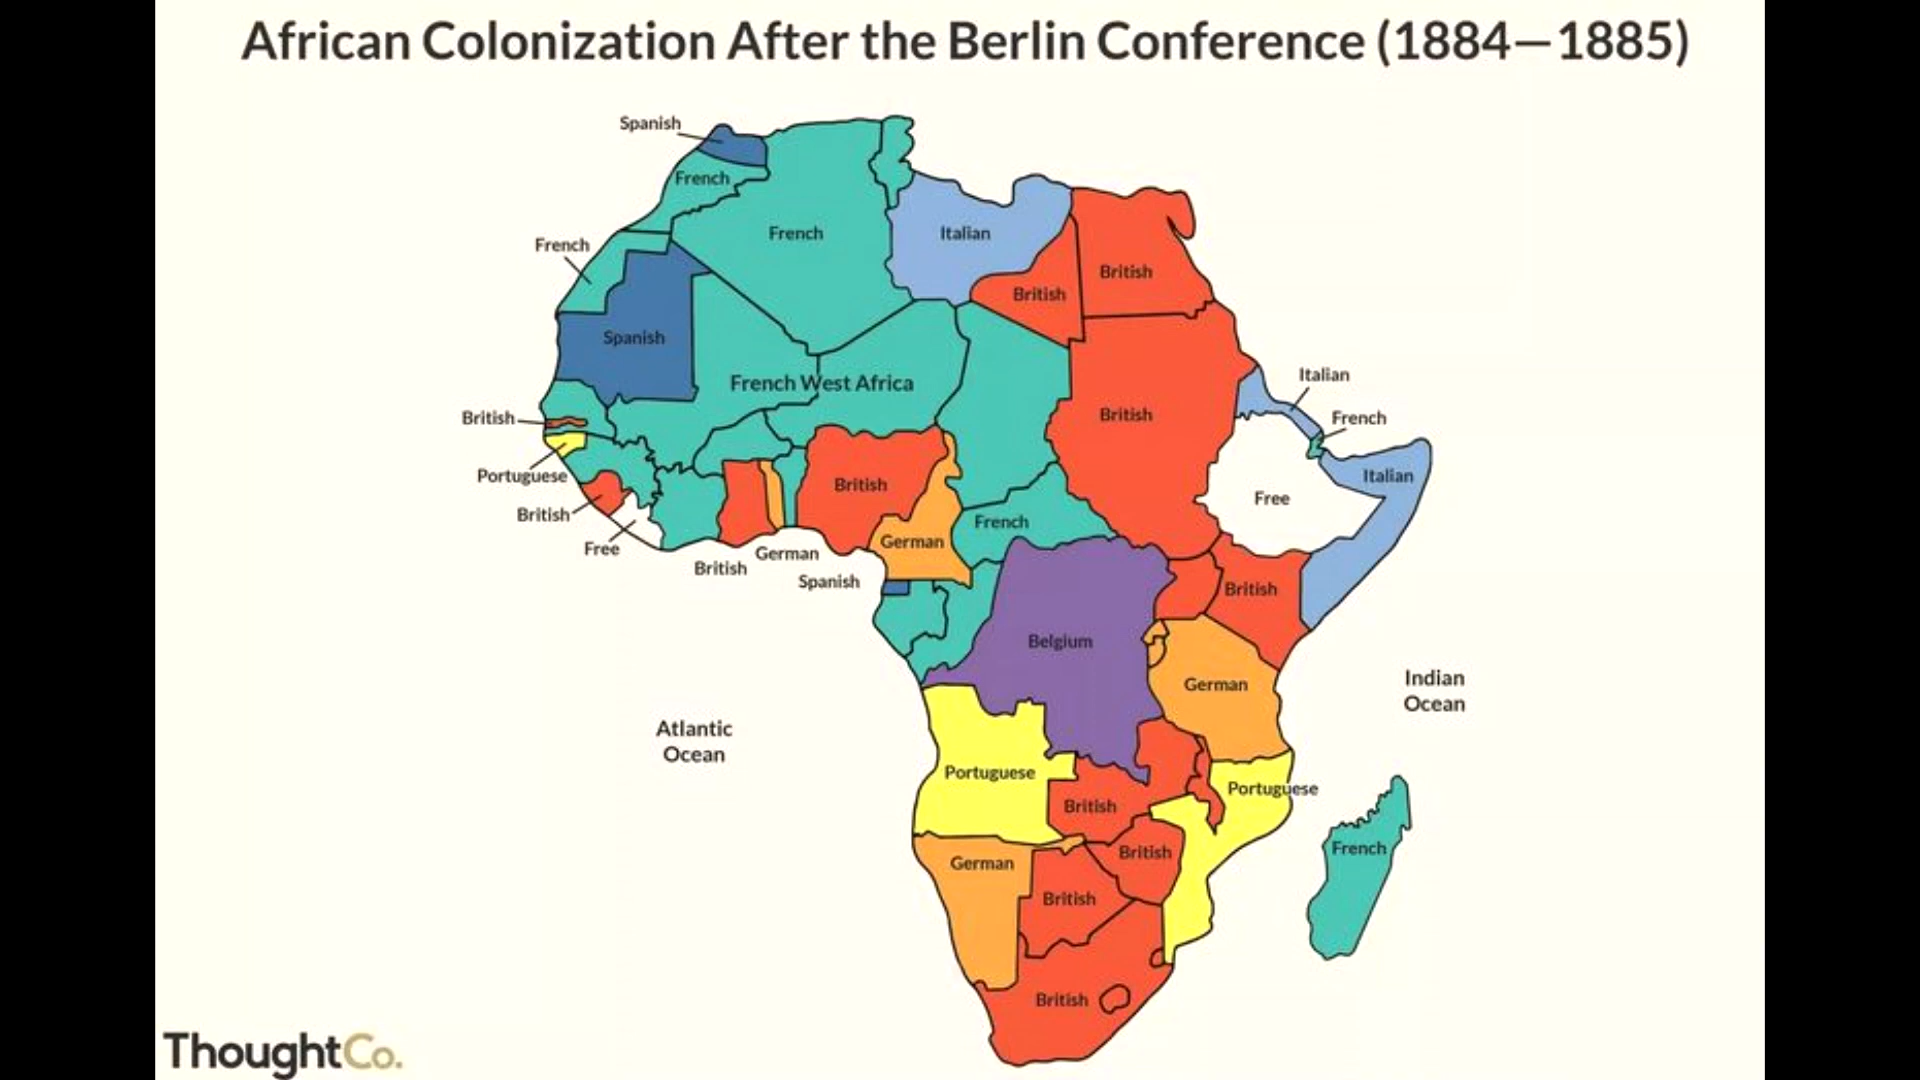 African Colonization After the Berlin Conference (1884—1885)
Spanish
French
French
French
Italian
British
British
Spanish
French West Africa
British
Italian
French
British
Portuguese
British
Free
British
German
Spanish
British
German
French
Free
Italian
Belgium
British
German
Indian
Ocean
Atlantic
Ocean
Portuguese
British
Portuguese
German
British
British
French
British
ThoughtCo.